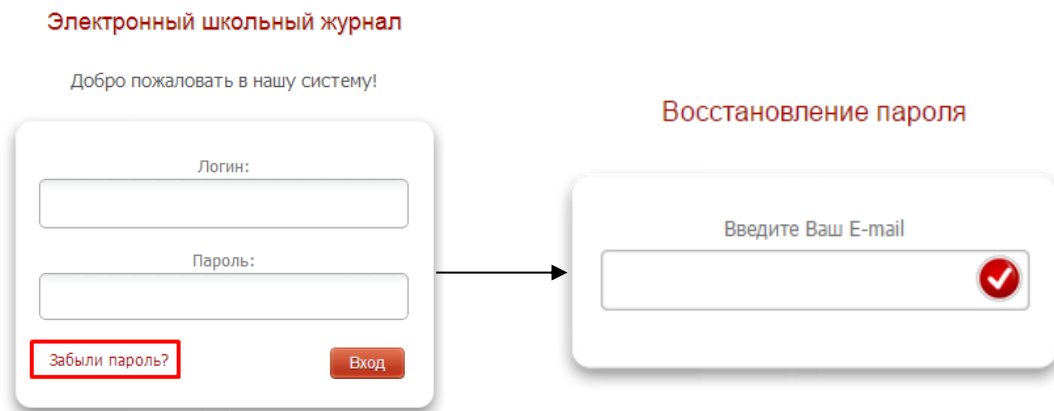 Электронный школьный журнал
Добро пожаловать в нашу систему!
Логин:
Пароль:
Забыли пароль?
Вход
Восстановление пароля
Введите Ваш E-mail